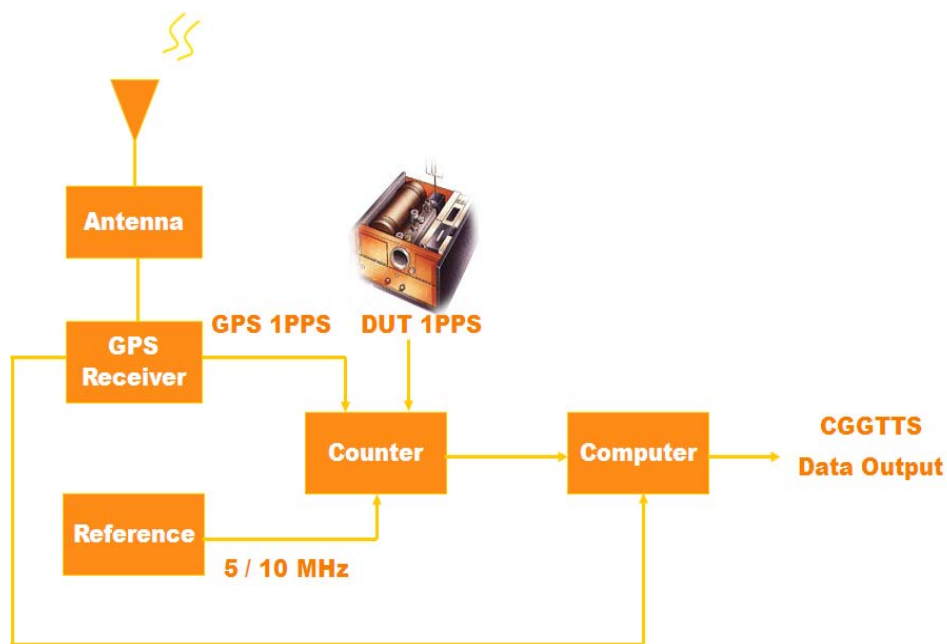 Antenna
GPS 1PPS
DUT 1PPS
GPS
Receiver
Counter
Computer
CGGTTS
Data Output
Reference
5 / 10 MHz